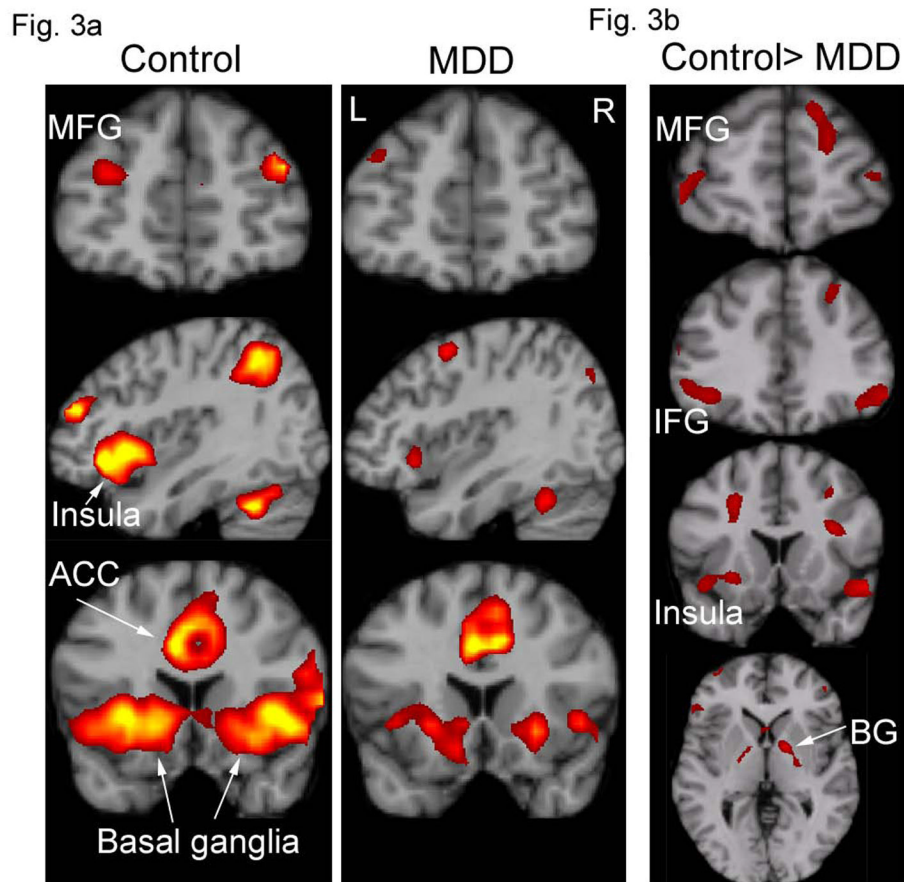 Fig. 3a
Control
MDD
MFG
L
R
Insula
ACC
Basal ganglia
Fig. 3b
Control> MDD
MFG
IFG
Insula
BG